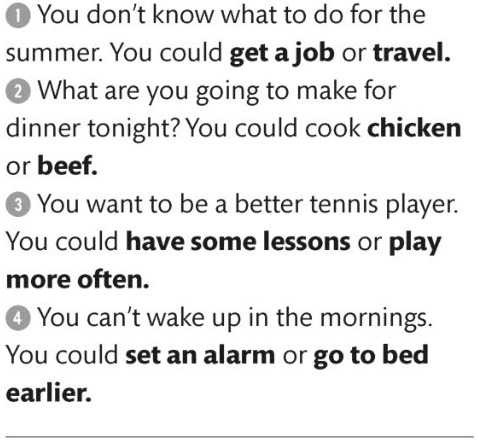 1 You don't know what to do for the
summer. You could get a job or travel.
2 What are you going to make for
dinner tonight? You could cook chicken
or beef.
3 You want to be a better tennis player.
You could have some lessons or play
more often.
4 You can't wake up in the mornings.
You could set an alarm or go to bed
earlier.